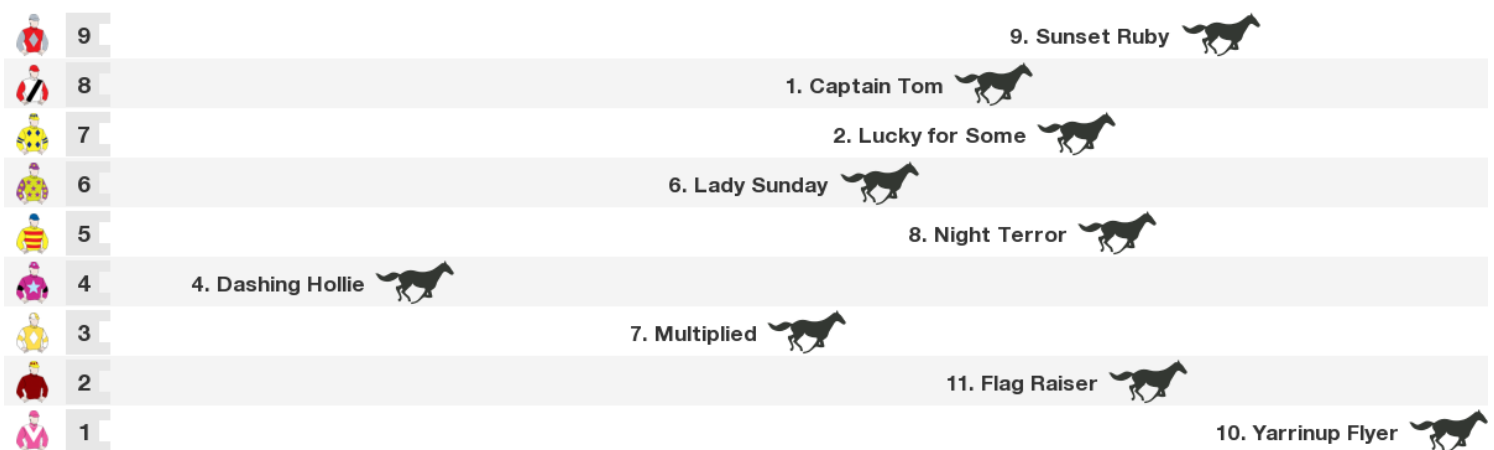 9 9. Sunset Ruby
8 1. Captain Tom
7 2. Lucky for Some
6 6. Lady Sunday
5 8. Night Terror
4 4. Dashing Hollie
3 7. Multiplied
2 11. Flag Raiser
1 10. Yarrinup Flyer